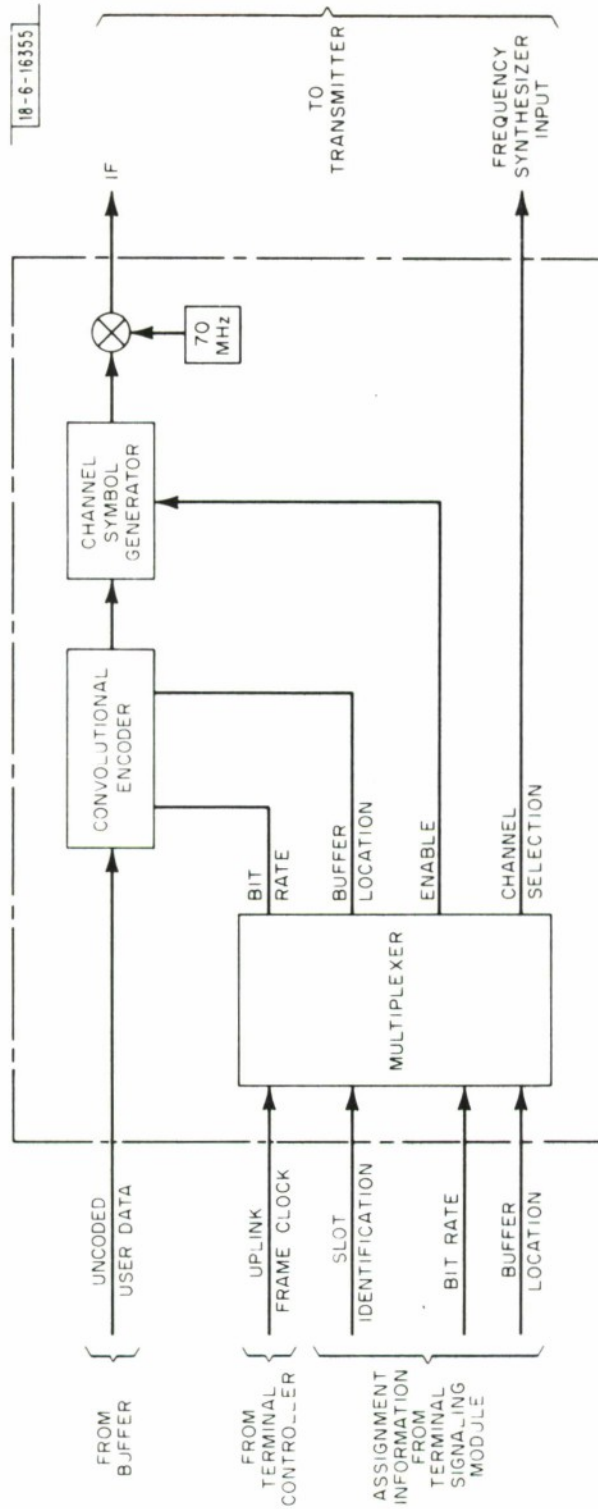 18-6-16355
FROM
BUFFER
UNCODED
USER DATA
CONVOLUTIONAL
ENCODER
CHANNEL
SYMBOL
GENERATOR
70
MHz
IF
TO
TRANSMITTER
FROM
TERMINAL
CONTROLLER
UPLINK
FRAME CLOCK
ASSIGNMENT
INFORMATION
FROM
TERMINAL
SIGNALING
MODULE
SLOT
IDENTIFICATION
BIT RATE
BUFFER
LOCATION
MULTIPLEXER
BIT
RATE
BUFFER
LOCATION
ENABLE
CHANNEL
SELECTION
FREQUENCY
SYNTHESIZER
INPUT